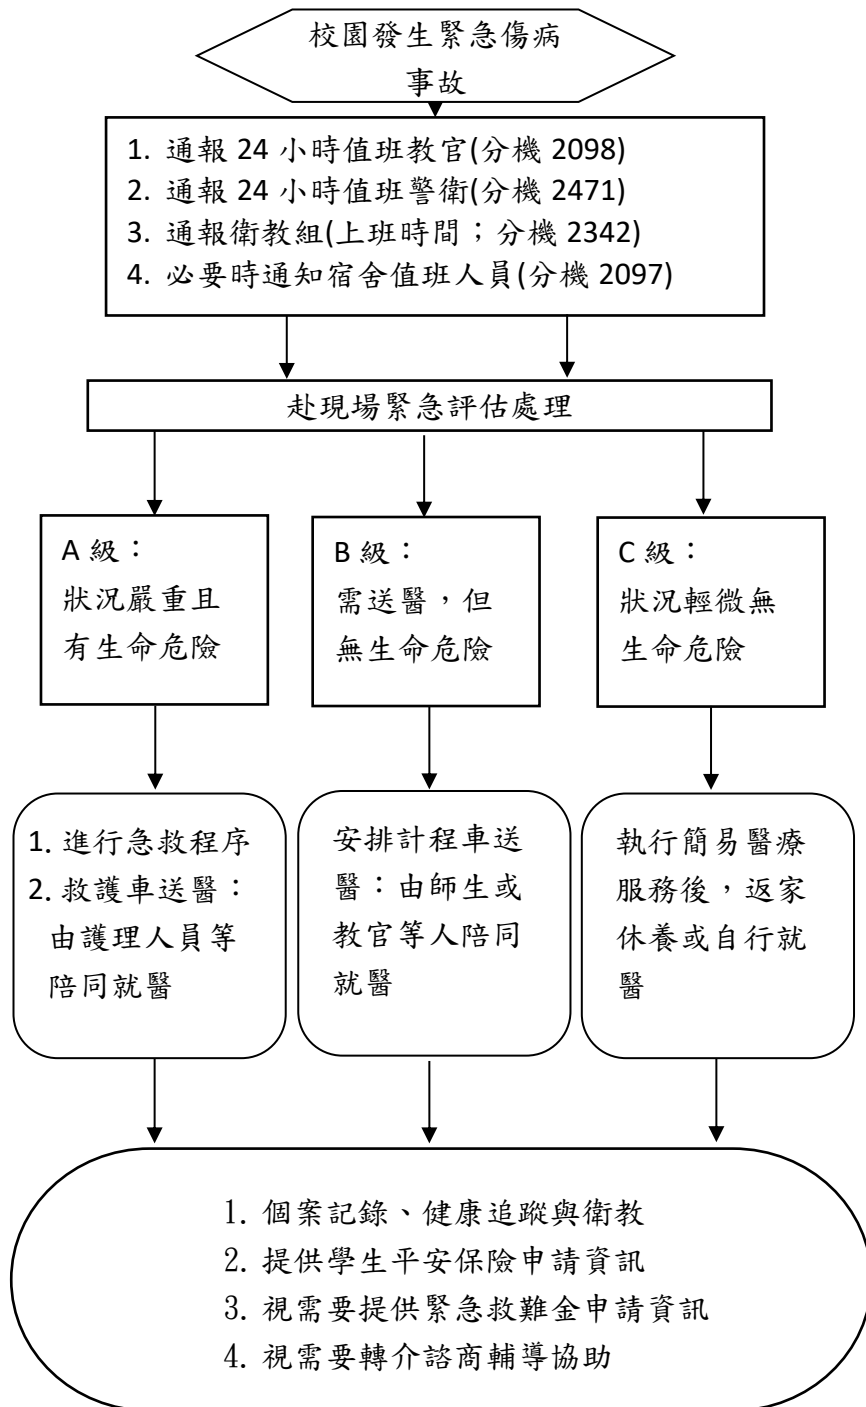 校園發生緊急傷病
事故
1. 通報 24 小時值班教官(分機 2098)
2. 通報 24 小時值班警衛(分機 2471)
3. 通報衛教組(上班時間；分機 2342)
4. 必要時通知宿舍值班人員(分機 2097)
赴現場緊急評估處理
A 級：
狀況嚴重且
有生命危險
B 級：
需送醫，但
無生命危險
C 級：
狀況輕微無
生命危險
1. 進行急救程序
2. 救護車送醫：
由護理人員等
陪同就醫
安排計程車送
醫：由師生或
教官等人陪同
就醫
執行簡易醫療
服務後，返家
休養或自行就
醫
1. 個案記錄、健康追蹤與衛教
2. 提供學生平安保險申請資訊
3. 視需要提供緊急救難金申請資訊
4. 視需要轉介諮商輔導協助